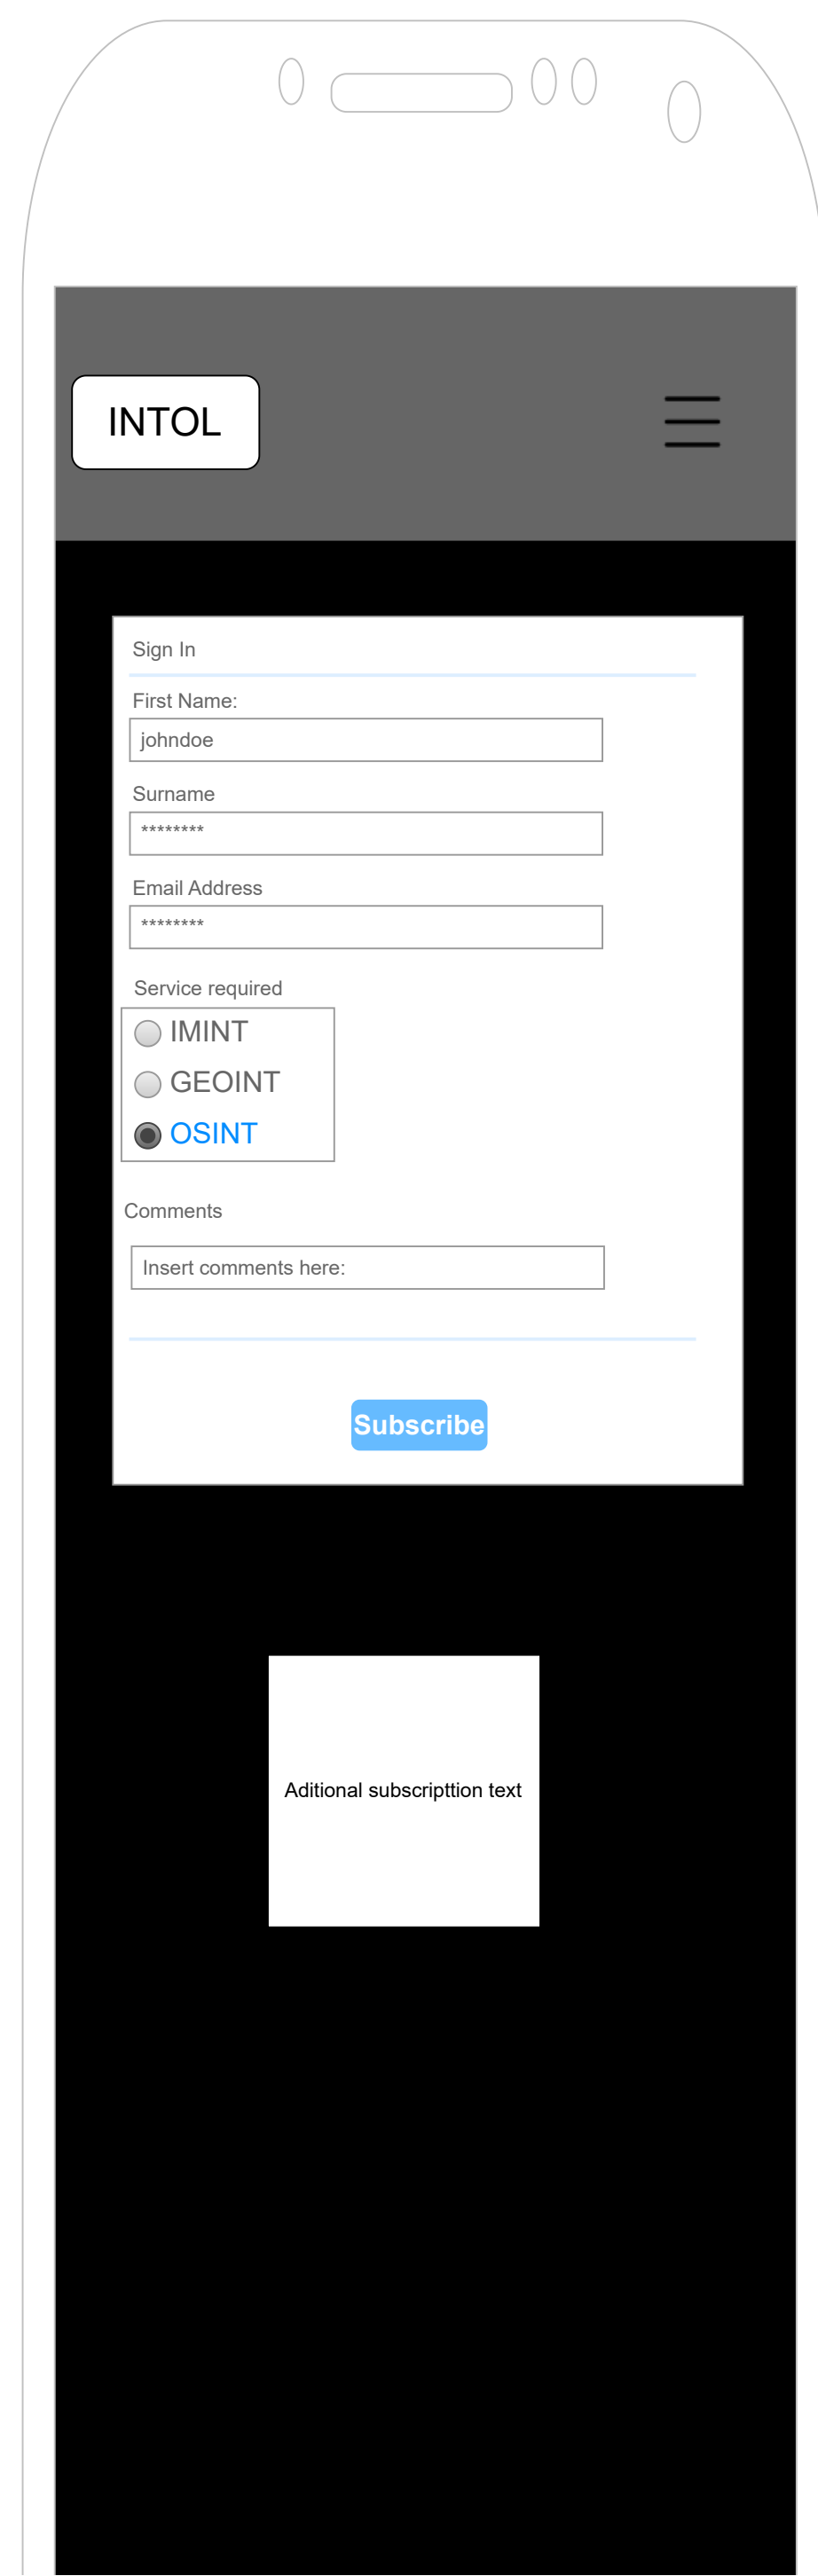 INTOL
Sign In
First Name:
johndoe
Surname
********
Email Address
********
Service required
IMINT
GEOINT
OSINT
Comments
Insert comments here:
Subscribe
Aditional subscripttion text